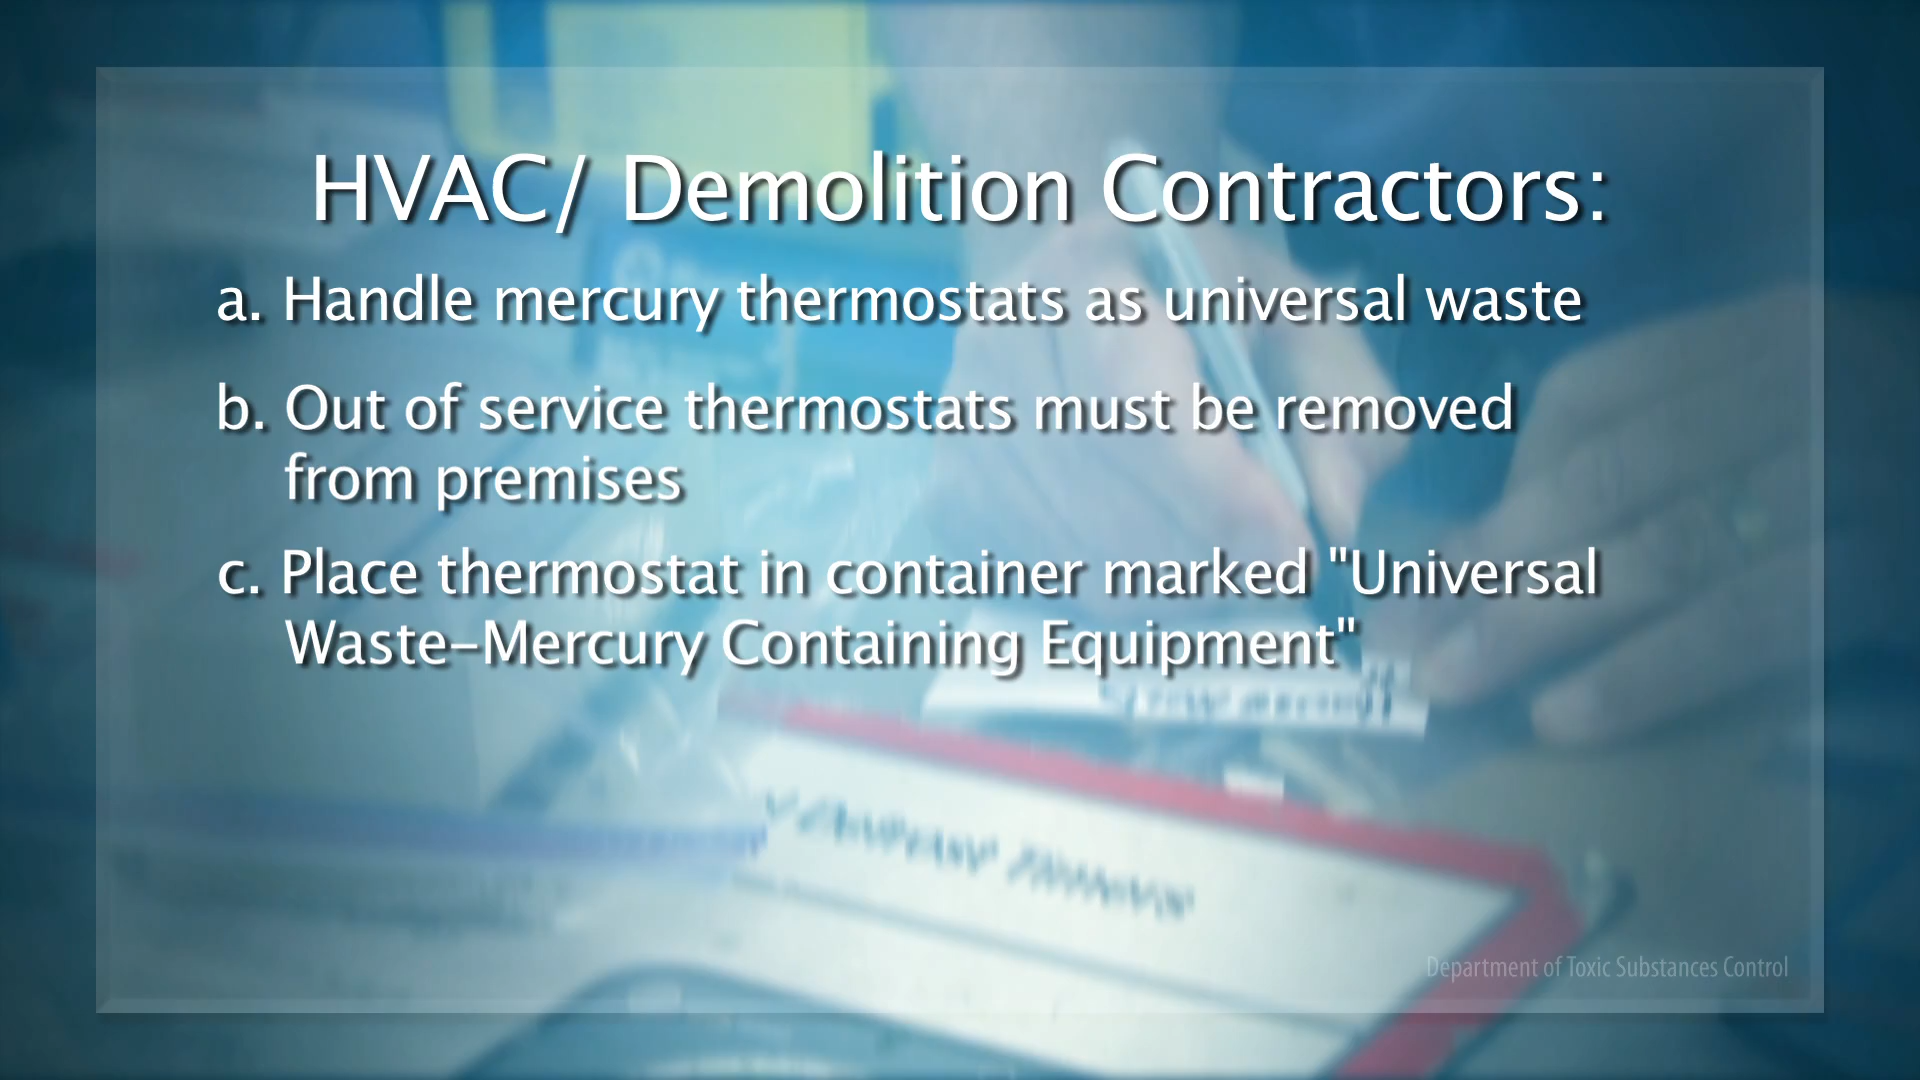 HVAC/ Demolition Contractors:
a. Handle mercury thermostats as universal waste
b. Out of service thermostats must be removed
from premises
c. Place thermostat in container marked "Universal
Waste–Mercury Containing Equipment"
Department of Toxic Substances Control